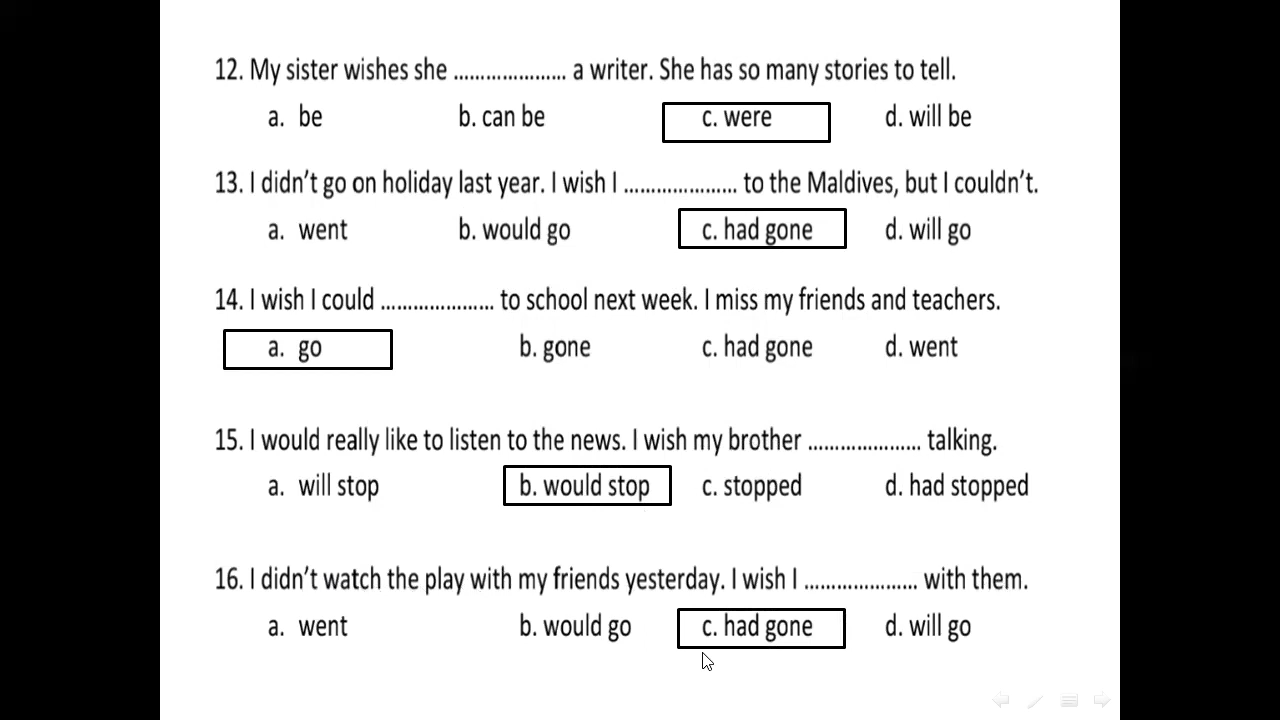 12. My sister wishes she ..................... a writer. She has so many stories to tell.
a. be b. can be c. were d. will be
13. I didn't go on holiday last year. I wish I ..................... to the Maldives, but I couldn't.
a. went b. would go c. had gone d. will go
14. I wish I could ..................... to school next week. I miss my friends and teachers.
a. go b. gone c. had gone d. went
15. I would really like to listen to the news. I wish my brother ..................... talking.
a. will stop b. would stop c. stopped d. had stopped
16. I didn't watch the play with my friends yesterday. I wish I ..................... with them.
a. went b. would go c. had gone d. will go